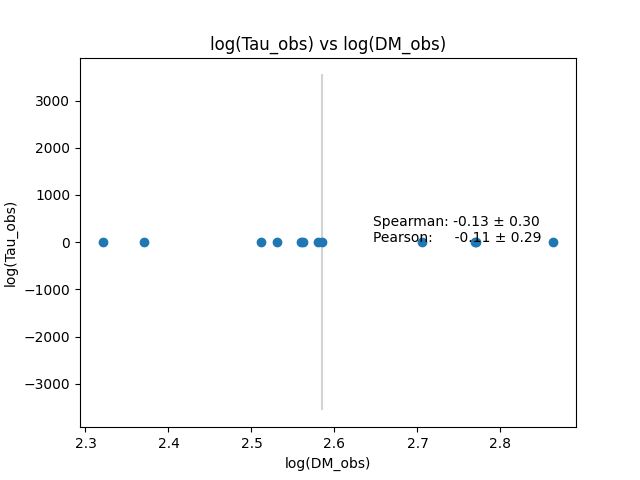 log(Tau_obs) vs log(DM_obs)
3000
2000
1000
0
−1000
−2000
−3000
log(Tau_obs)
Spearman: -0.13 ± 0.30
Pearson: -0.11 ± 0.29
2.3 2.4 2.5 2.6 2.7 2.8
log(DM_obs)